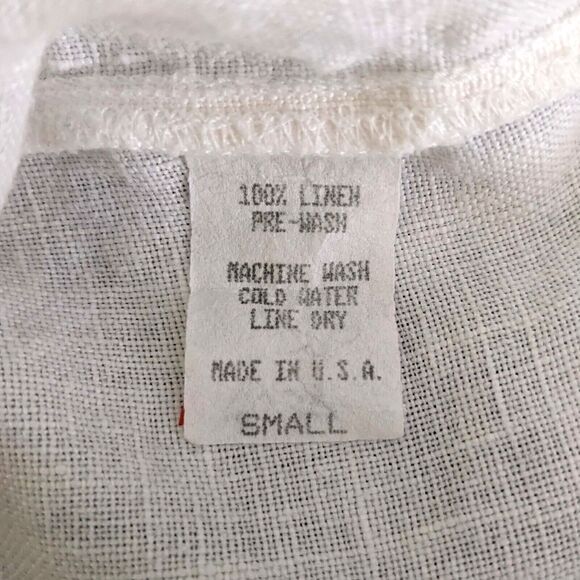 100% LINEN
PRE-WASH
MACHINE WASH
COLD WATER
LINE DRY
MADE IN U.S.A.
SMALL